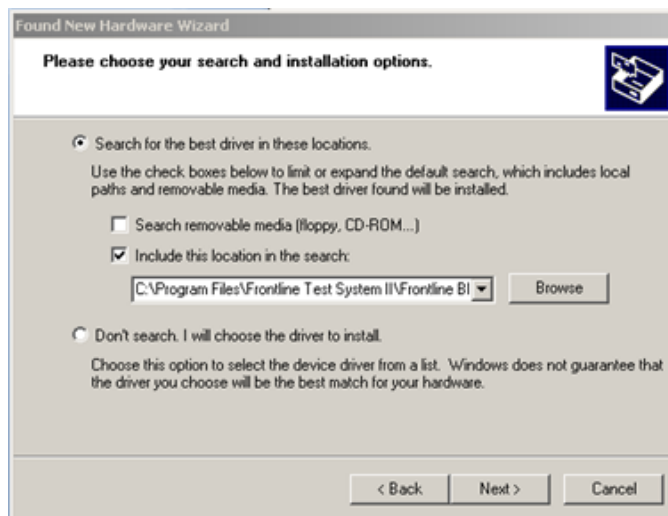 Found New Hardware Wizard
Please choose your search and installation options.
Search for the best driver in these locations.
Use the check boxes below to limit or expand the default search, which includes local
paths and removable media. The best driver found will be installed.
Search removable media (floppy, CD-ROM...)
Include this location in the search:
C:\Program Files\Frontline Test System II\Frontline Bl
Browse
Don't search. I will choose the driver to install.
Choose this option to select the device driver from a list. Windows does not guarantee that
the driver you choose will be the best match for your hardware.
< Back Next > Cancel